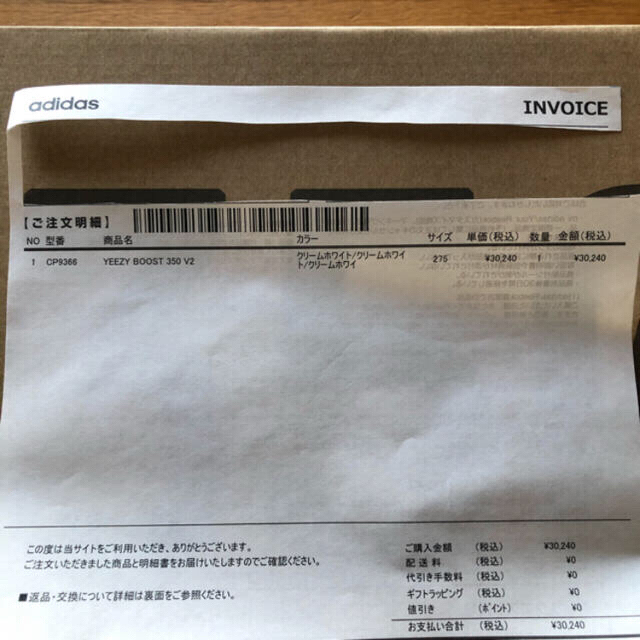 adidas INVOICE
【ご注文明細】
NO 型番 商品名 カラー サイズ 単価(税込) 数量 金額(税込)
1 CP9366 YEEZY BOOST 350 V2 クリームホワイト/クリームホワイ 275 ¥30,240 1 ¥30,240
ト/クリームホワイ
この度は当サイトをご利用いただき、ありがとうございます。
ご注文いただきました商品と明細書をお届けいたしますのでご確認ください。
■返品・交換について詳細は裏面をご参照ください。
ご購入金額 (税込) ¥30,240
配送料 (税込) ¥0
代引き手数料 (税込) ¥0
ギフトラッピング (税込) ¥0
値引き (ポイント) ¥0
お支払い合計 (税込) ¥30,240